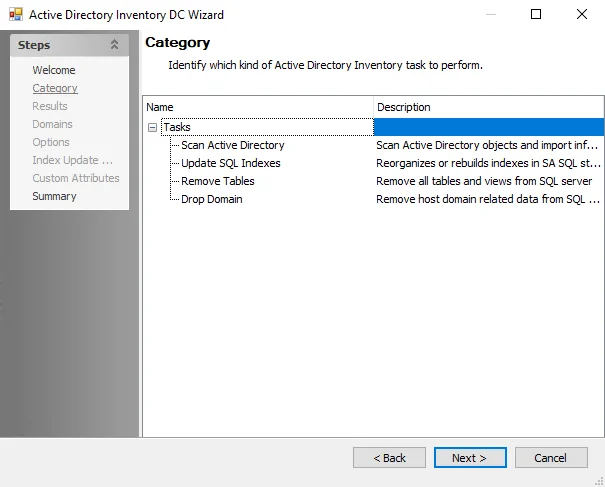 Active Directory Inventory DC Wizard
Steps
Welcome
Category
Results
Domains
Options
Index Update ...
Custom Attributes
Summary
Category
Identify which kind of Active Directory Inventory task to perform.
Name Description
Tasks
Scan Active Directory Scan Active Directory objects and import inf...
Update SQL Indexes Reorganizes or rebuilds indexes in SA SQL st...
Remove Tables Remove all tables and views from SQL server
Drop Domain Remove host domain related data from SQL ...
< Back Next > Cancel